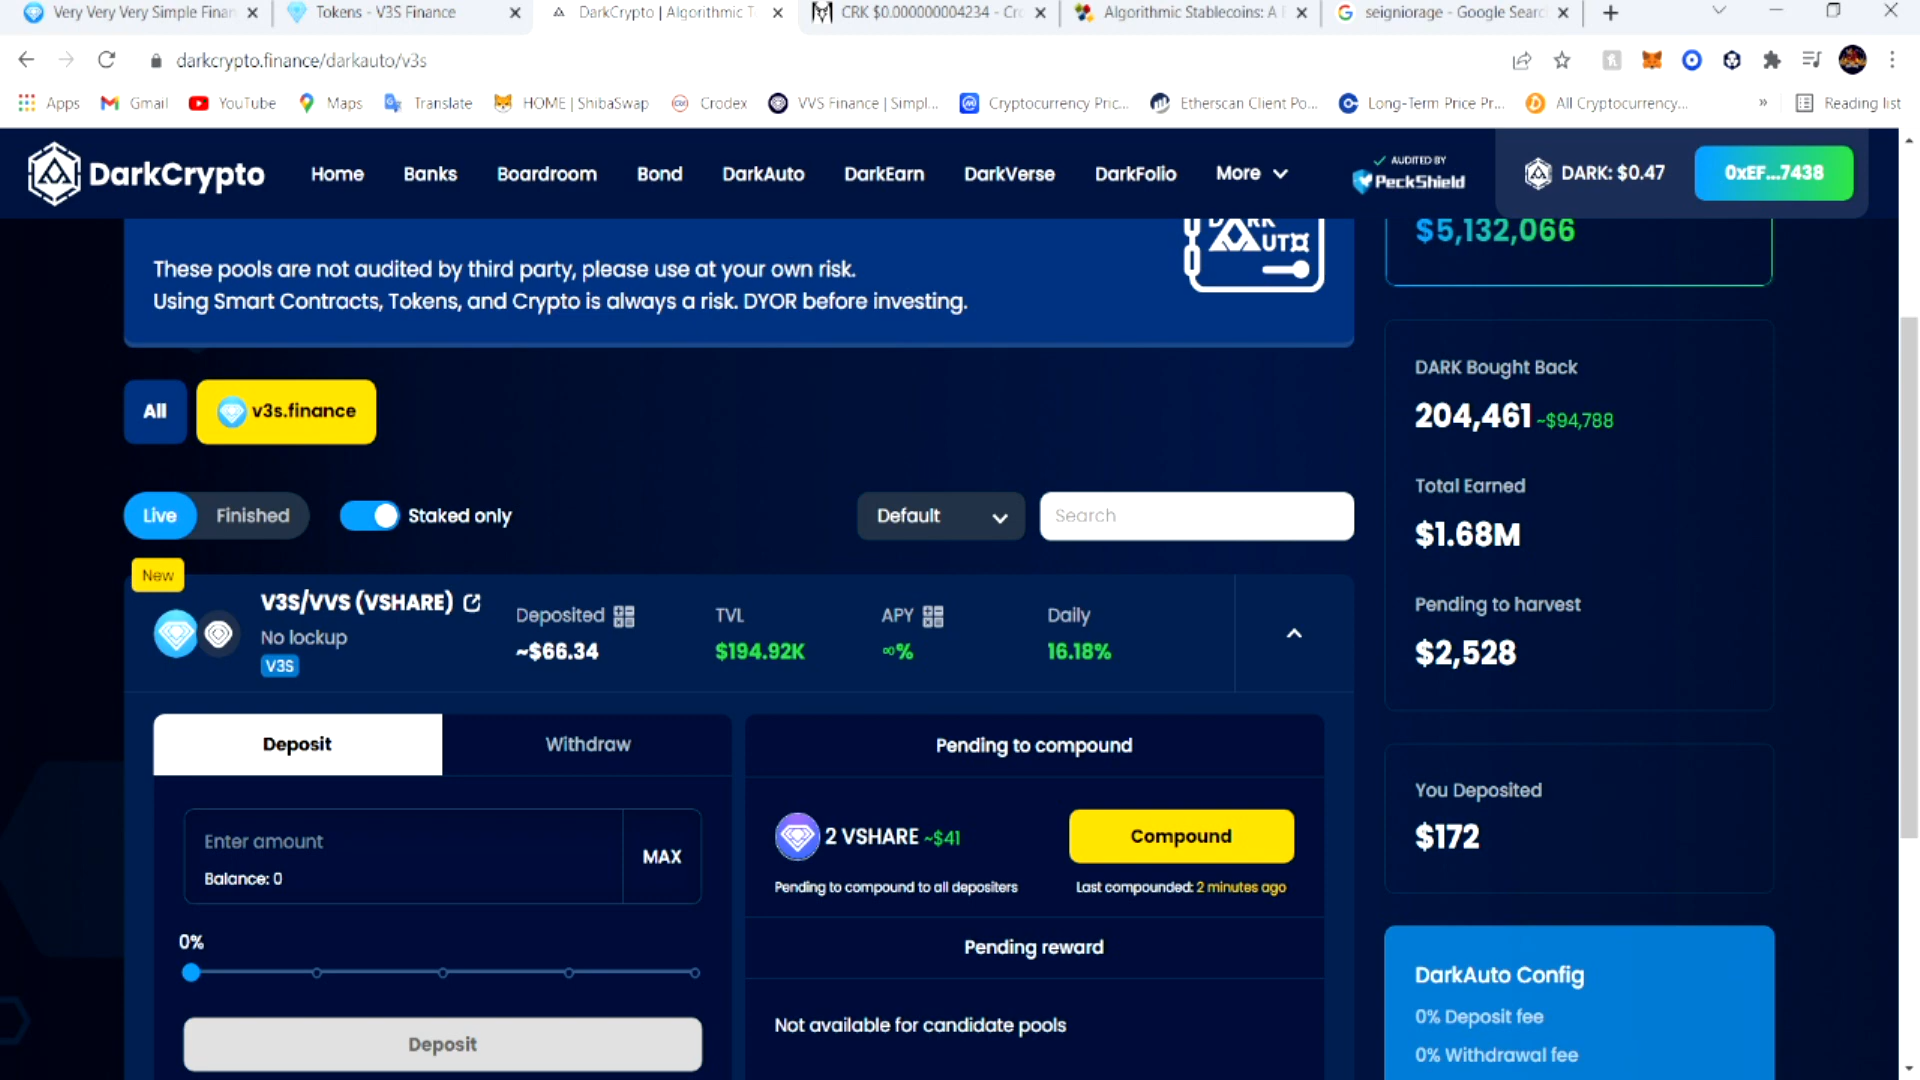 Very Very Very Simple Finan
Tokens - V3S Finance
DarkCrypto | Algorithmic T
CRK $0.000000004234 - Cr
Algorithmic Stablecoins: A
seigniorage - Google Searc
darkcrypto.finance/darkauto/v3s
Apps
Gmail
YouTube
Maps
Translate
HOME | ShibaSwap
Crodex
VVS Finance | Simpl...
Cryptocurrency Pric...
Etherscan Client Po...
Long-Term Price Pr...
All Cryptocurrency...
»
Reading list
DarkCrypto
Home
Banks
Boardroom
Bond
DarkAuto
DarkEarn
DarkVerse
DarkFolio
More
AUDITED BY
PeckShield
DARK: $0.47
0xEF...7438
These pools are not audited by third party, please use at your own risk.
Using Smart Contracts, Tokens, and Crypto is always a risk. DYOR before investing.
DARK
AUTO
$5,132,066
DARK Bought Back
204,461 ~$94,788
Total Earned
$1.68M
Pending to harvest
$2,528
You Deposited
$172
DarkAuto Config
0% Deposit fee
0% Withdrawal fee
All
v3s.finance
Live
Finished
Staked only
Default
Search
New
V3S/VVS (VSHARE)
No lockup
V3S
Deposited
~$66.34
TVL
$194.92K
APY
∞%
Daily
16.18%
Deposit
Withdraw
Enter amount
Balance: 0
MAX
0%
Deposit
Pending to compound
2 VSHARE ~$41
Compound
Pending to compound to all depositers
Last compounded: 2 minutes ago
Pending reward
Not available for candidate pools